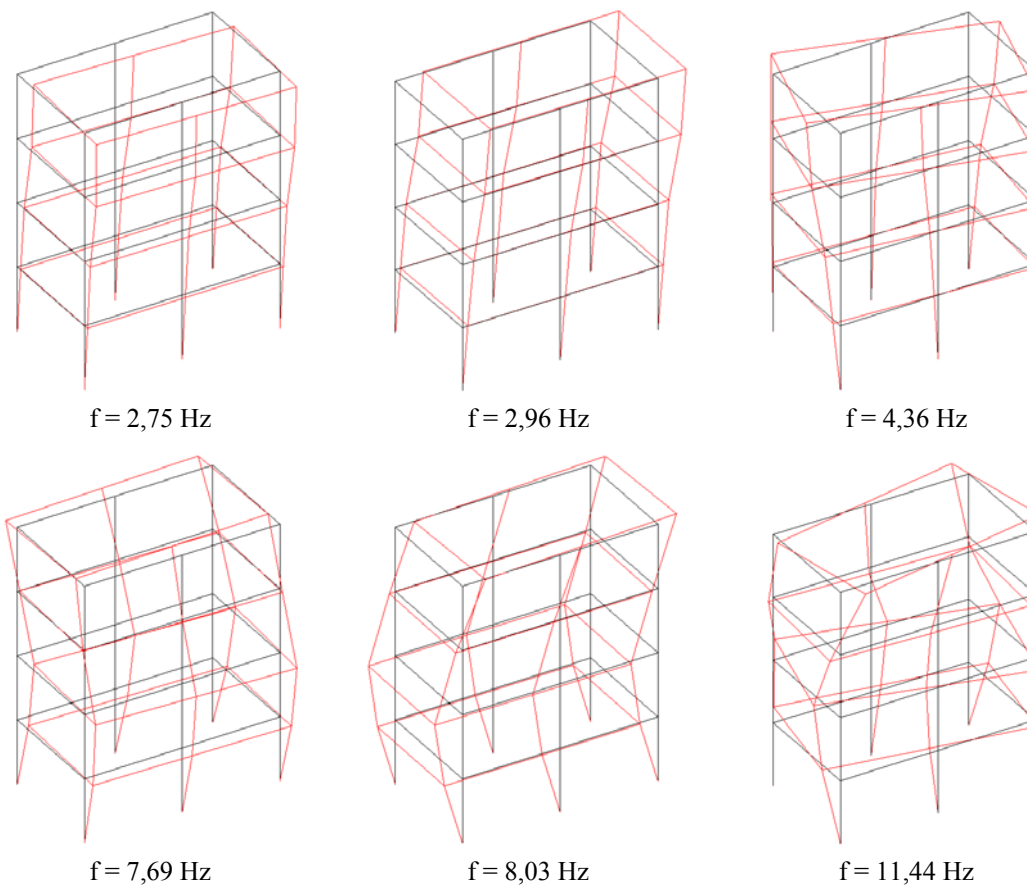 f = 2,75 Hz
f = 2,96 Hz
f = 4,36 Hz
f = 7,69 Hz
f = 8,03 Hz
f = 11,44 Hz